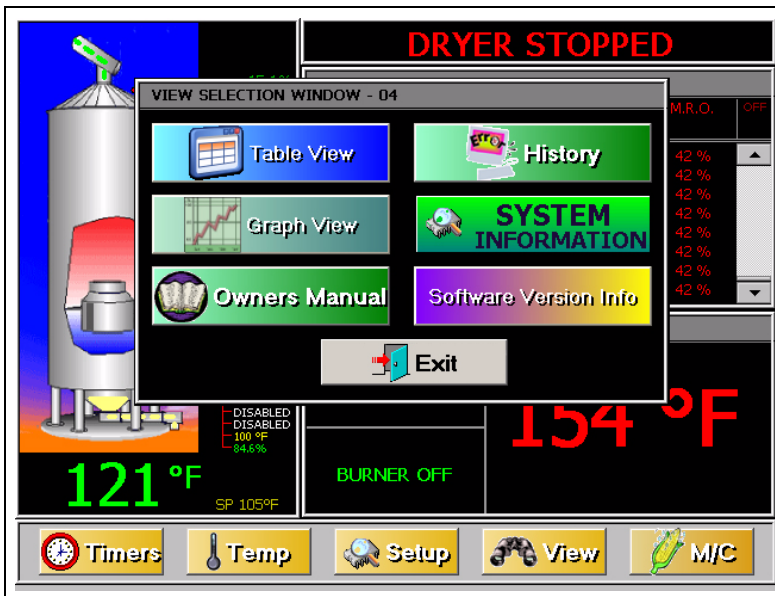 DRYER STOPPED
VIEW SELECTION WINDOW - 04
M.R.O.
OFF
Table View
Error
History
42 %
42 %
42 %
Graph View
SYSTEM
INFORMATION
42 %
42 %
42 %
42 %
42 %
Owners Manual
Software Version Info
Exit
DISABLED
DISABLED
100 °F
84.6%
154 °F
121 °F
SP 105°F
BURNER OFF
Timers
Temp
Setup
View
M/C